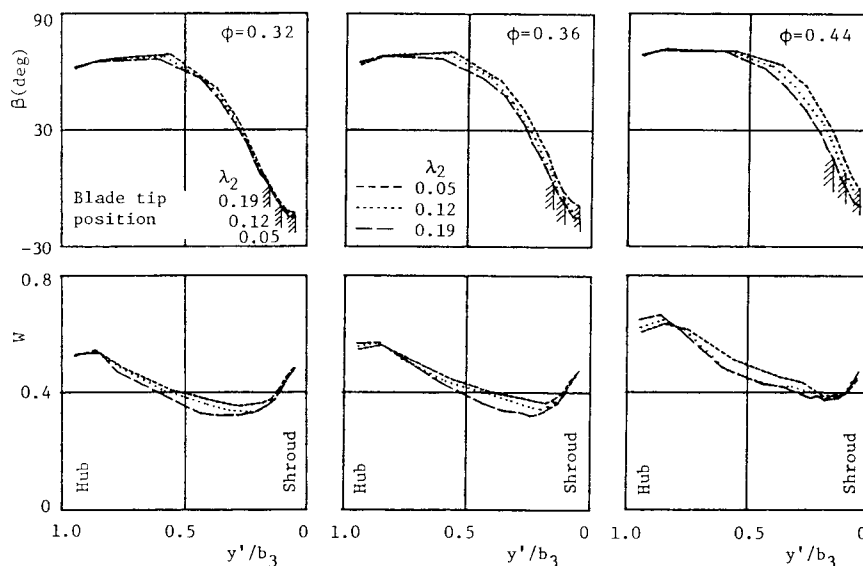 90
30
-30
β(deg)
φ=0.32
Blade tip
position
λ2
0.19
0.12
0.05
φ=0.36
λ2
0.05
0.12
0.19
φ=0.44
0.8
0.4
0
W
Hub
Shroud
Hub
Shroud
Hub
Shroud
1.0
0.5
0
1.0
0.5
0
1.0
0.5
0
y'/b3
y'/b3
y'/b3